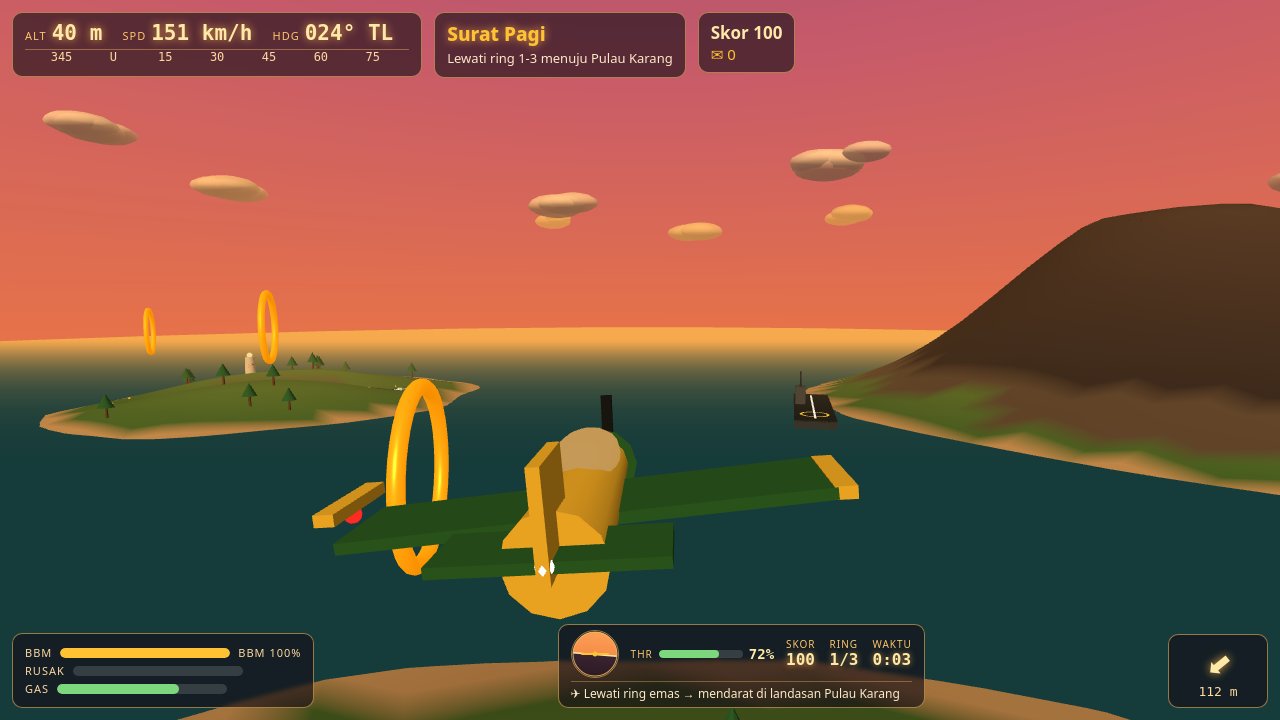 ALT 40 m SPD 151 km/h HDG 024° TL
345 U 15 30 45 60 75
Surat Pagi
Lewati ring 1-3 menuju Pulau Karang
Skor 100
✉ 0
BBM BBM 100%
RUSAK
GAS
THR 72%
SKOR RING WAKTU
100 1/3 0:03
✈ Lewati ring emas → mendarat di landasan Pulau Karang
112 m